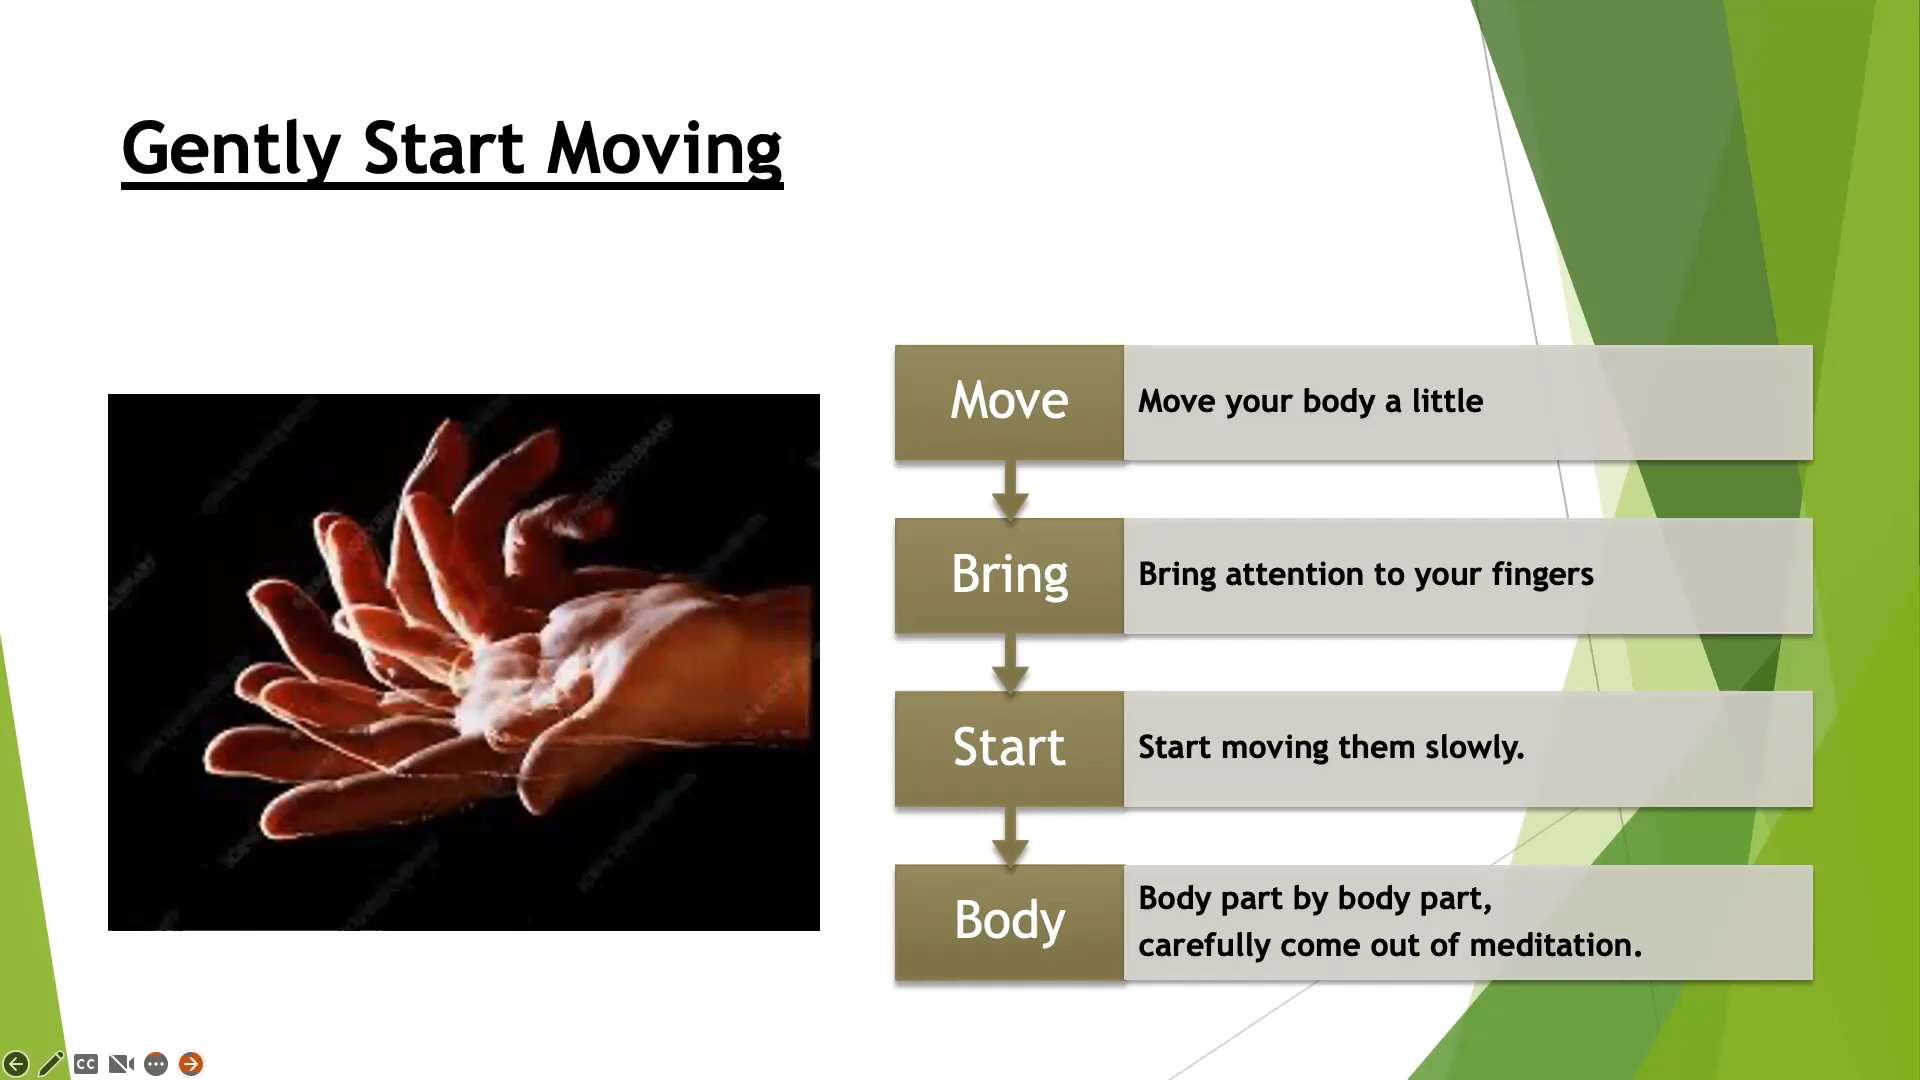 Gently Start Moving
Move
Move your body a little
Bring
Bring attention to your fingers
Start
Start moving them slowly.
Body
Body part by body part,
carefully come out of meditation.
CC